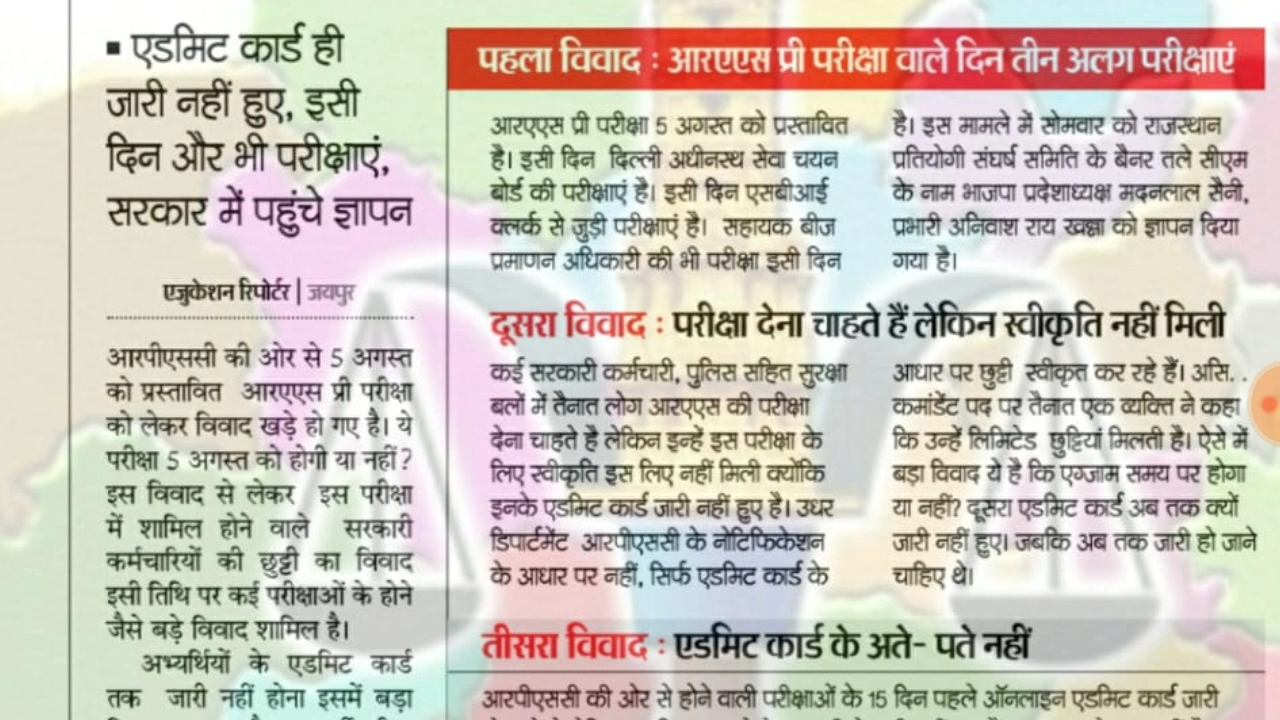 ▪ एडमिट कार्ड ही
जारी नहीं हुए, इसी
दिन और भी परीक्षाएं,
सरकार में पहुंचे ज्ञापन
एजुकेशन रिपोर्टर | जयपुर
आरपीएससी की ओर से 5 अगस्त
को प्रस्तावित आरएएस प्री परीक्षा
को लेकर विवाद खड़े हो गए है। ये
परीक्षा 5 अगस्त को होगी या नहीं?
इस विवाद से लेकर इस परीक्षा
में शामिल होने वाले सरकारी
कर्मचारियों की छुट्टी का विवाद
इसी तिथि पर कई परीक्षाओं के होने
जैसे बड़े विवाद शामिल है।
अभ्यर्थियों के एडमिट कार्ड
तक जारी नहीं होना इसमें बड़ा
पहला विवाद : आरएएस प्री परीक्षा वाले दिन तीन अलग परीक्षाएं
आरएएस प्री परीक्षा 5 अगस्त को प्रस्तावित
है। इसी दिन दिल्ली अधीनस्थ सेवा चयन
बोर्ड की परीक्षाएं है। इसी दिन एसबीआई
क्लर्क से जुड़ी परीक्षाएं है। सहायक बीज
प्रमाणन अधिकारी की भी परीक्षा इसी दिन
है। इस मामले में सोमवार को राजस्थान
प्रतियोगी संघर्ष समिति के बैनर तले सीएम
के नाम भाजपा प्रदेशाध्यक्ष मदनलाल सैनी,
प्रभारी अनिवाश राय खन्ना को ज्ञापन दिया
गया है।
दूसरा विवाद : परीक्षा देना चाहते हैं लेकिन स्वीकृति नहीं मिली
कई सरकारी कर्मचारी, पुलिस सहित सुरक्षा
बलों में तैनात लोग आरएएस की परीक्षा
देना चाहते है लेकिन इन्हें इस परीक्षा के
लिए स्वीकृति इस लिए नहीं मिली क्योंकि
इनके एडमिट कार्ड जारी नहीं हुए है। उधर
डिपार्टमेंट आरपीएससी के नोटिफिकेशन
के आधार पर नहीं, सिर्फ एडमिट कार्ड के
आधार पर छुट्टी स्वीकृत कर रहे हैं। असि. .
कमांडेंट पद पर तैनात एक व्यक्ति ने कहा
कि उन्हें लिमिटेड छुट्टियां मिलती है। ऐसे में
बड़ा विवाद ये है कि एग्जाम समय पर होगा
या नहीं? दूसरा एडमिट कार्ड अब तक क्यों
जारी नहीं हुए। जबकि अब तक जारी हो जाने
चाहिए थे।
तीसरा विवाद : एडमिट कार्ड के अते- पते नहीं
आरपीएससी की ओर से होने वाली परीक्षाओं के 15 दिन पहले ऑनलाइन एडमिट कार्ड जारी